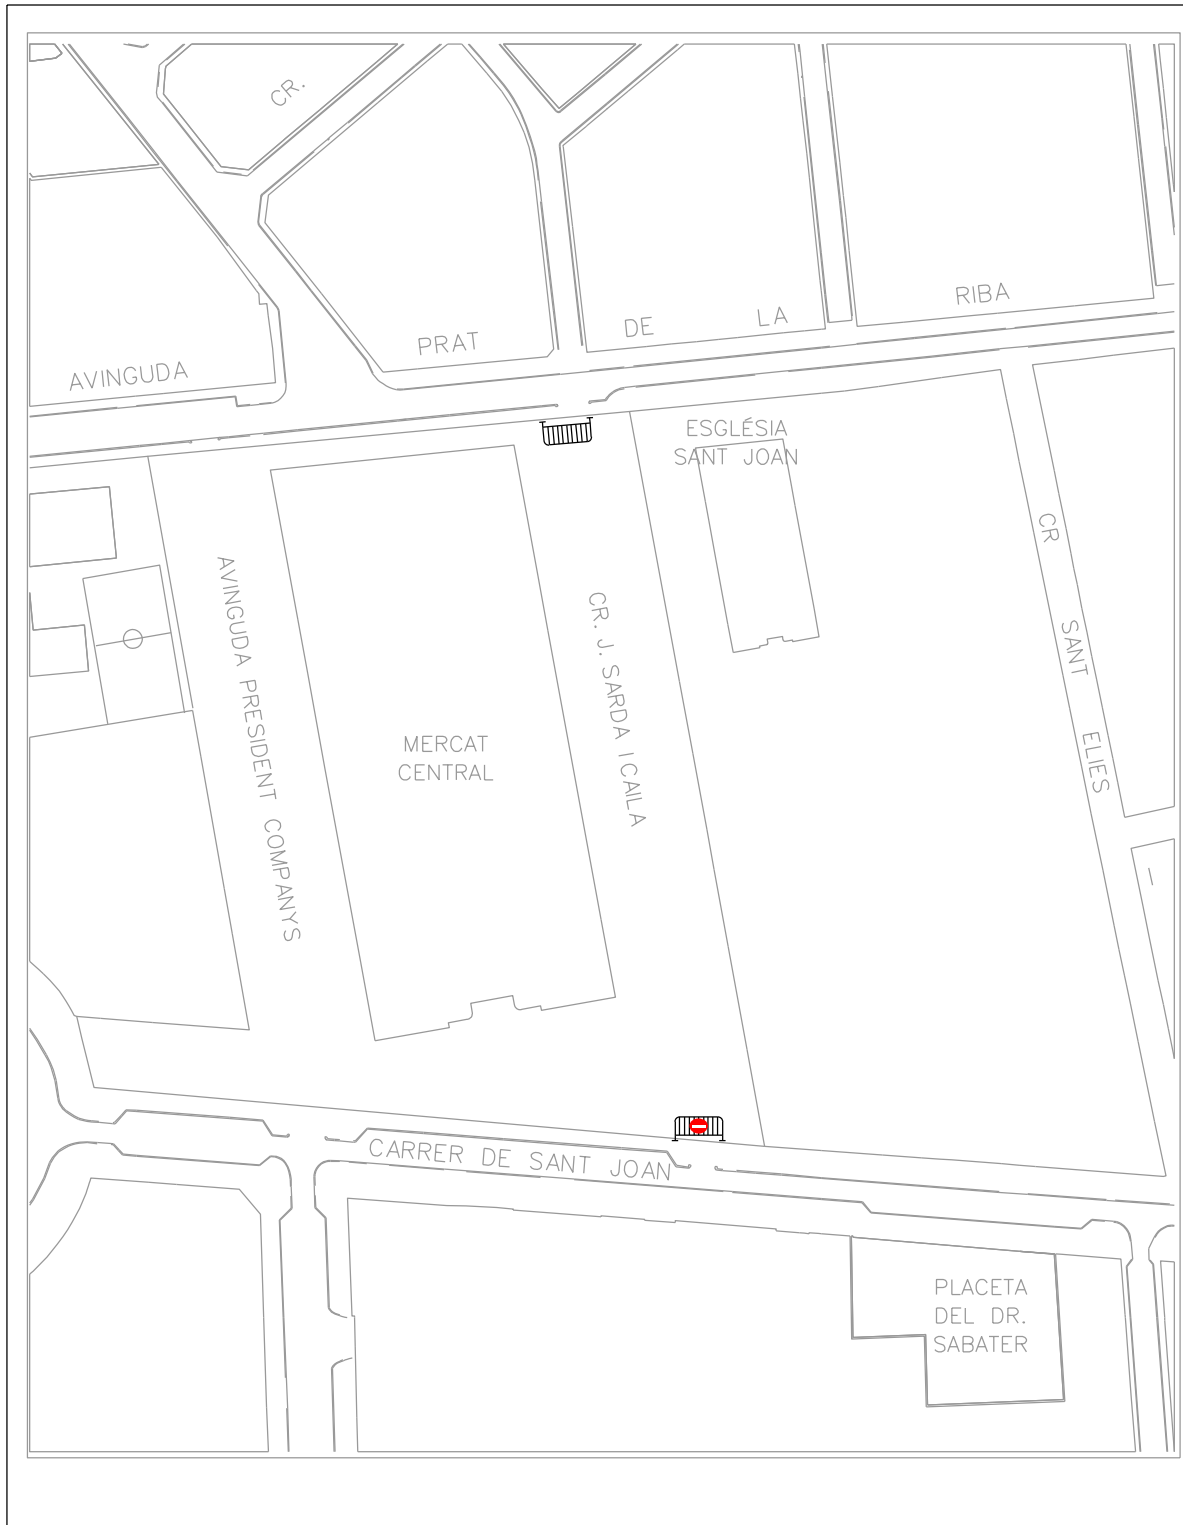 CR.
RIBA
LA
DE
PRAT
AVINGUDA
ESGLÉSIA
SANT JOAN
CR SANT ELIES
AVINGUDA PRESIDENT COMPANYS
CR. J. SARDA I CAILA
MERCAT
CENTRAL
CARRER DE SANT JOAN
PLACETA
DEL DR.
SABATER